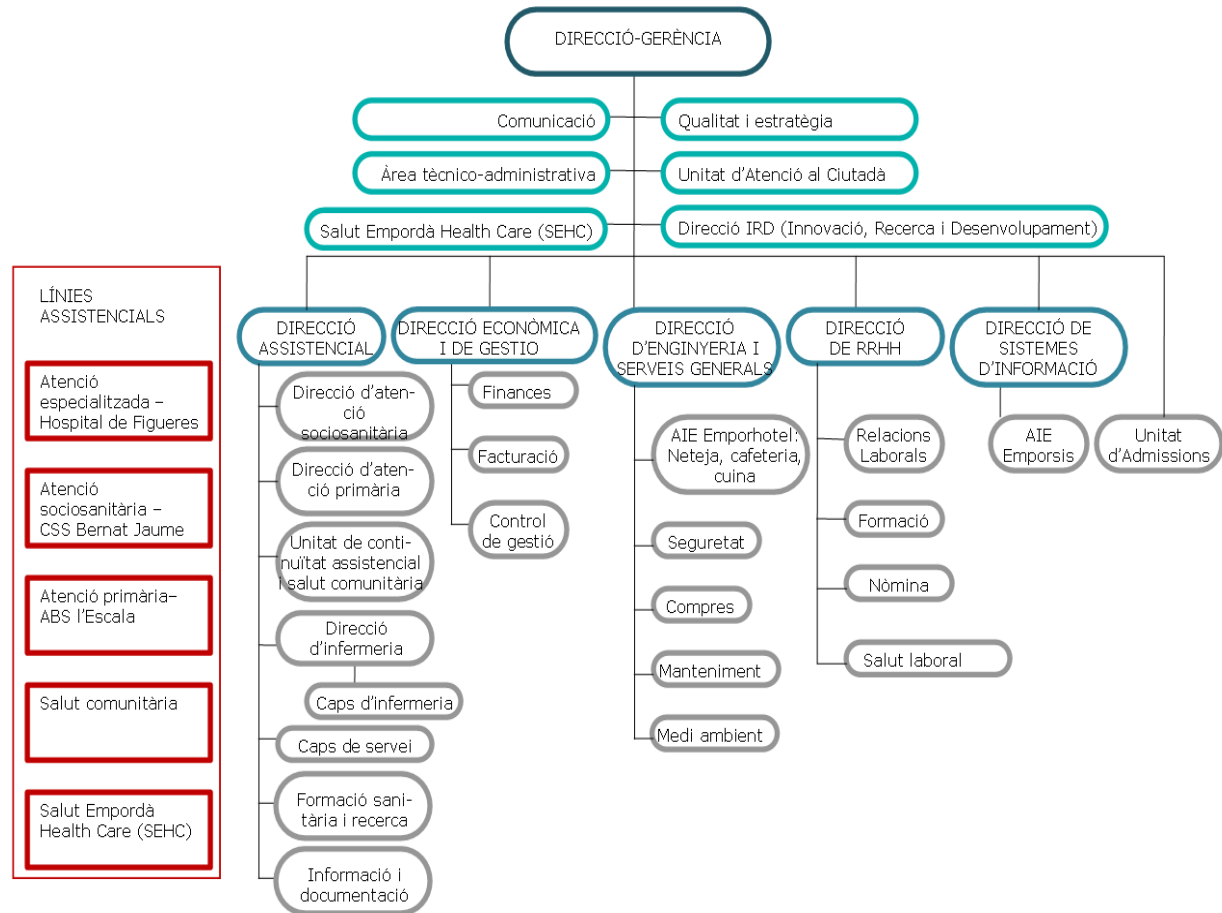 DIRECCIÓ-GERÈNCIA
Comunicació
Qualitat i estratègia
Àrea tècnico-administrativa
Unitat d'Atenció al Ciutadà
Salut Empordà Health Care (SEHC)
Direcció IRD (Innovació, Recerca i Desenvolupament)
LÍNIES
ASSISTENCIALS
Atenció
especialitzada –
Hospital de Figueres
Atenció
sociosanitària –
CSS Bernat Jaume
Atenció primària–
ABS l'Escala
Salut comunitària
Salut Empordà
Health Care (SEHC)
DIRECCIÓ
ASSISTENCIAL
Direcció d'aten-
ció
sociosanitària
Direcció d'aten-
ció primària
Unitat de conti-
nuïtat assistencial
i salut comunitària
Direcció
d'infermeria
Caps d'infermeria
Caps de servei
Formació sani-
tària i recerca
Informació i
documentació
DIRECCIÓ ECONÒMICA
I DE GESTIO
Finances
Facturació
Control
de gestió
DIRECCIÓ
D'ENGINYERIA I
SERVEIS GENERALS
AIE Emporhotel:
Neteja, cafeteria,
cuina
Seguretat
Compres
Manteniment
Medi ambient
DIRECCIÓ
DE RRHH
Relacions
Laborals
Formació
Nòmina
Salut laboral
DIRECCIÓ DE
SISTEMES
D'INFORMACIÓ
AIE
Emporsis
Unitat
d'Admissions